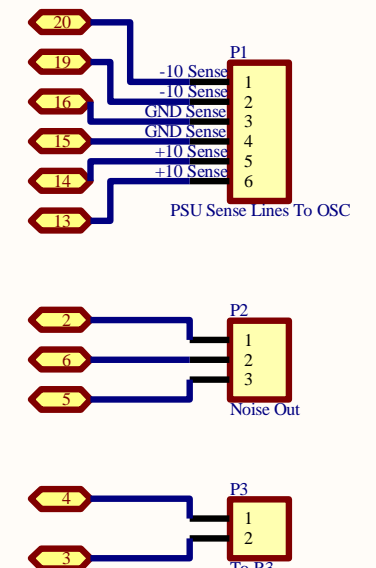 20
P1
19
-10 Sense
1
-10 Sense
2
16
GND Sense
3
15
GND Sense
4
14
+10 Sense
5
+10 Sense
6
13
PSU Sense Lines To OSC
P2
2
1
6
2
3
5
Noise Out
P3
4
1
2
3
To P3